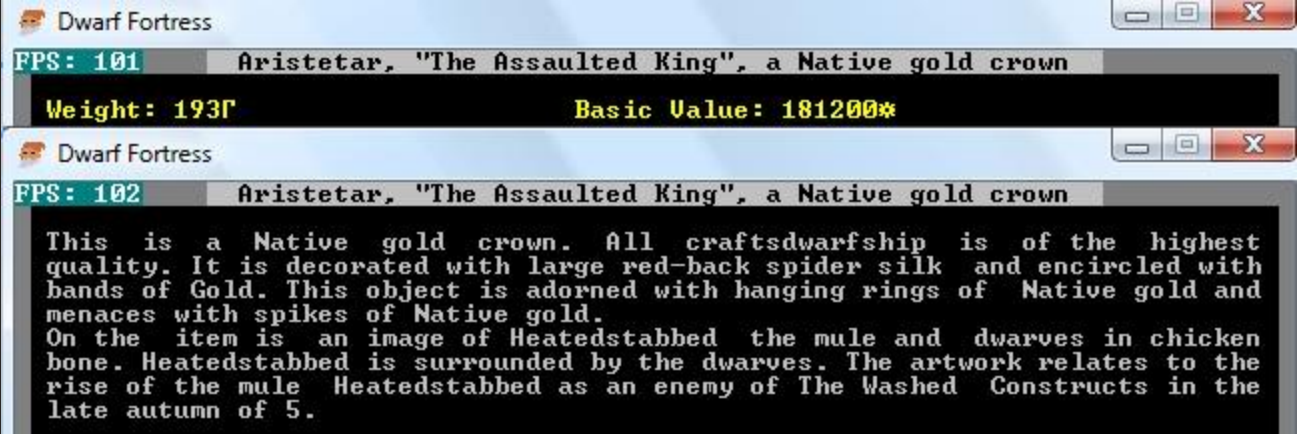 Dwarf Fortress
FPS: 101 Aristetar, "The Assaulted King", a Native gold crown
Weight: 193Γ Basic Value: 181200☼
Dwarf Fortress
FPS: 102 Aristetar, "The Assaulted King", a Native gold crown
This is a Native gold crown. All craftsdwarfship is of the highest
quality. It is decorated with large red-back spider silk and encircled with
bands of Gold. This object is adorned with hanging rings of Native gold and
menaces with spikes of Native gold.
On the item is an image of Heatedstabbed the mule and dwarves in chicken
bone. Heatedstabbed is surrounded by the dwarves. The artwork relates to the
rise of the mule Heatedstabbed as an enemy of The Washed Constructs in the
late autumn of 5.